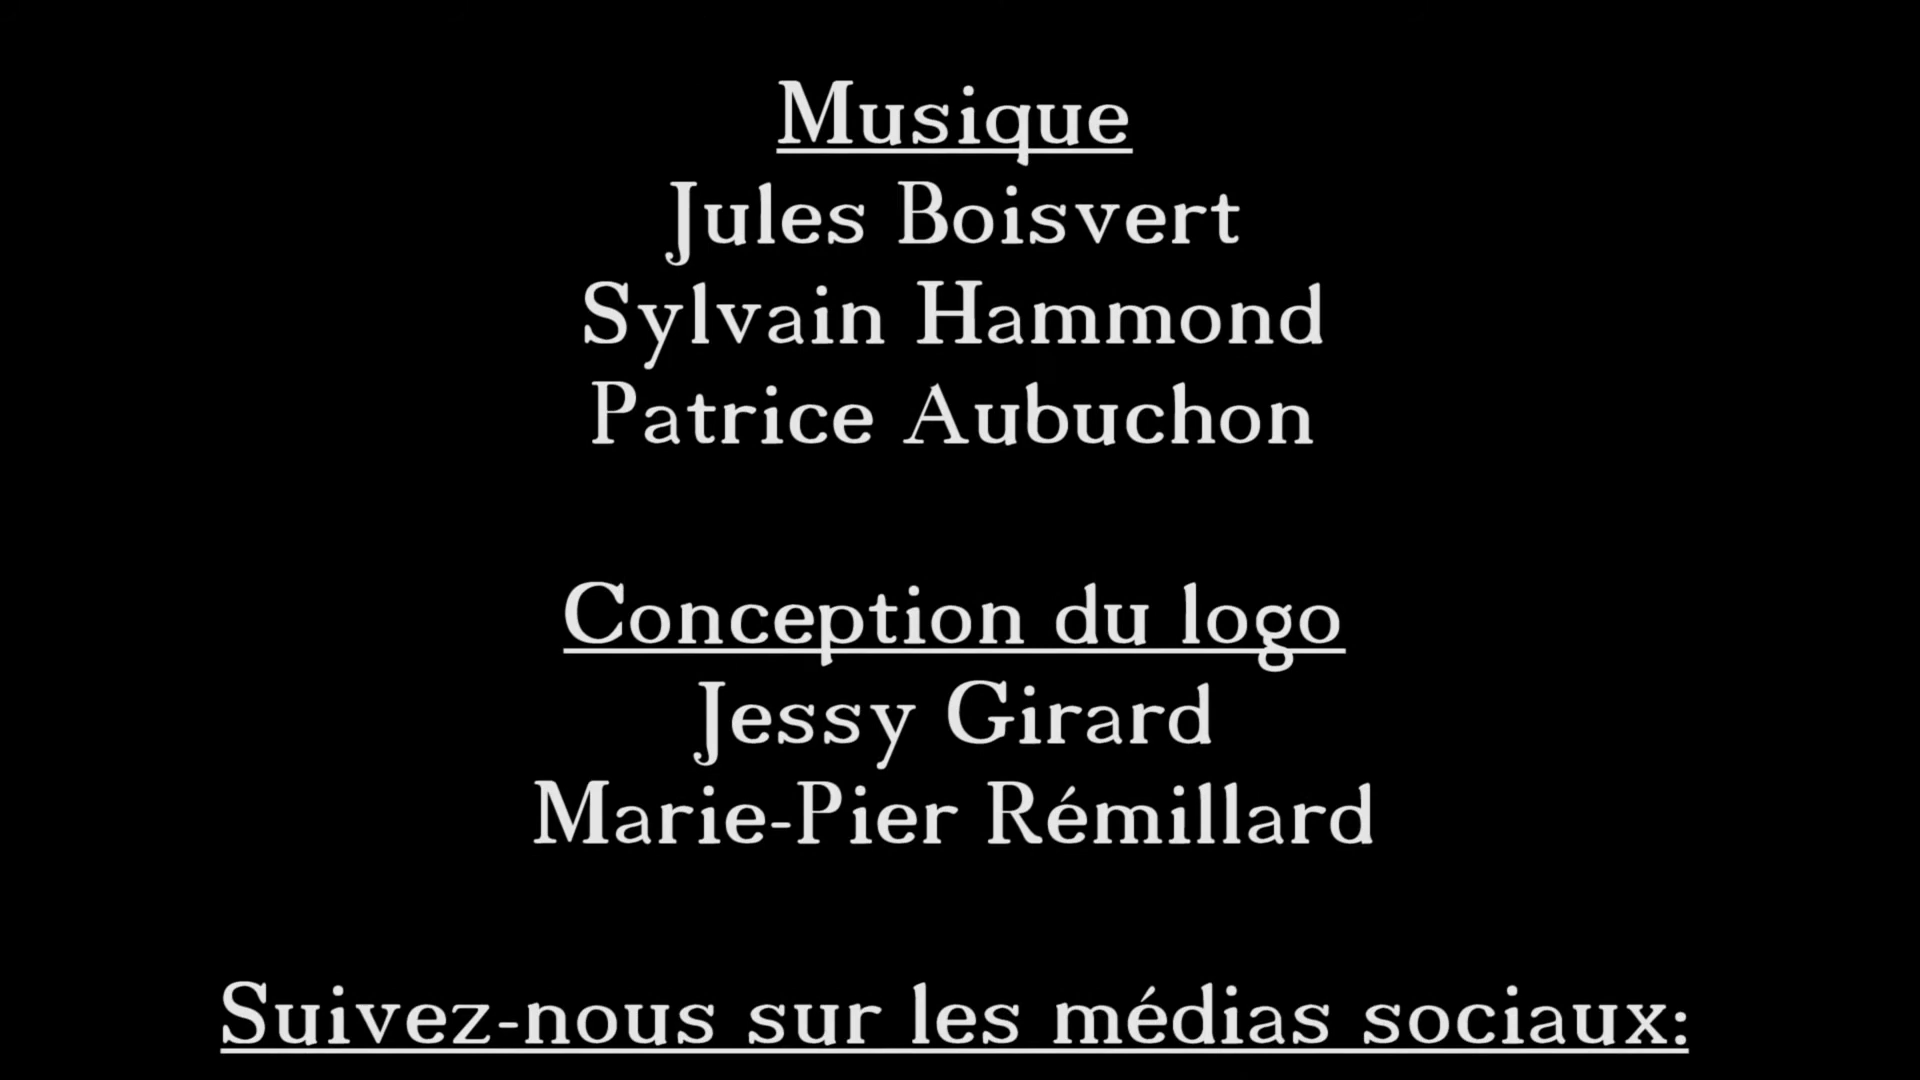 Musique
Jules Boisvert
Sylvain Hammond
Patrice Aubuchon
Conception du logo
Jessy Girard
Marie-Pier Rémillard
Suivez-nous sur les médias sociaux: